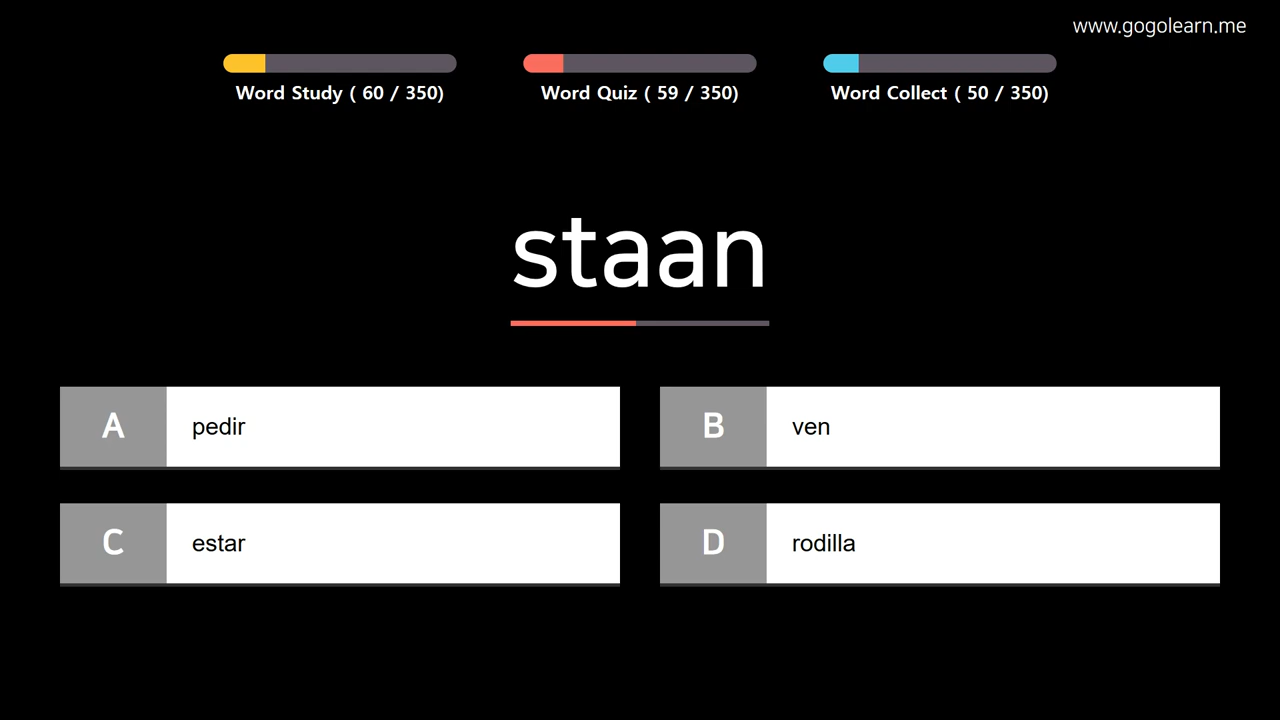 www.gogolearn.me
Word Study ( 60 / 350)
Word Quiz ( 59 / 350)
Word Collect ( 50 / 350)
staan
A pedir
B ven
C estar
D rodilla